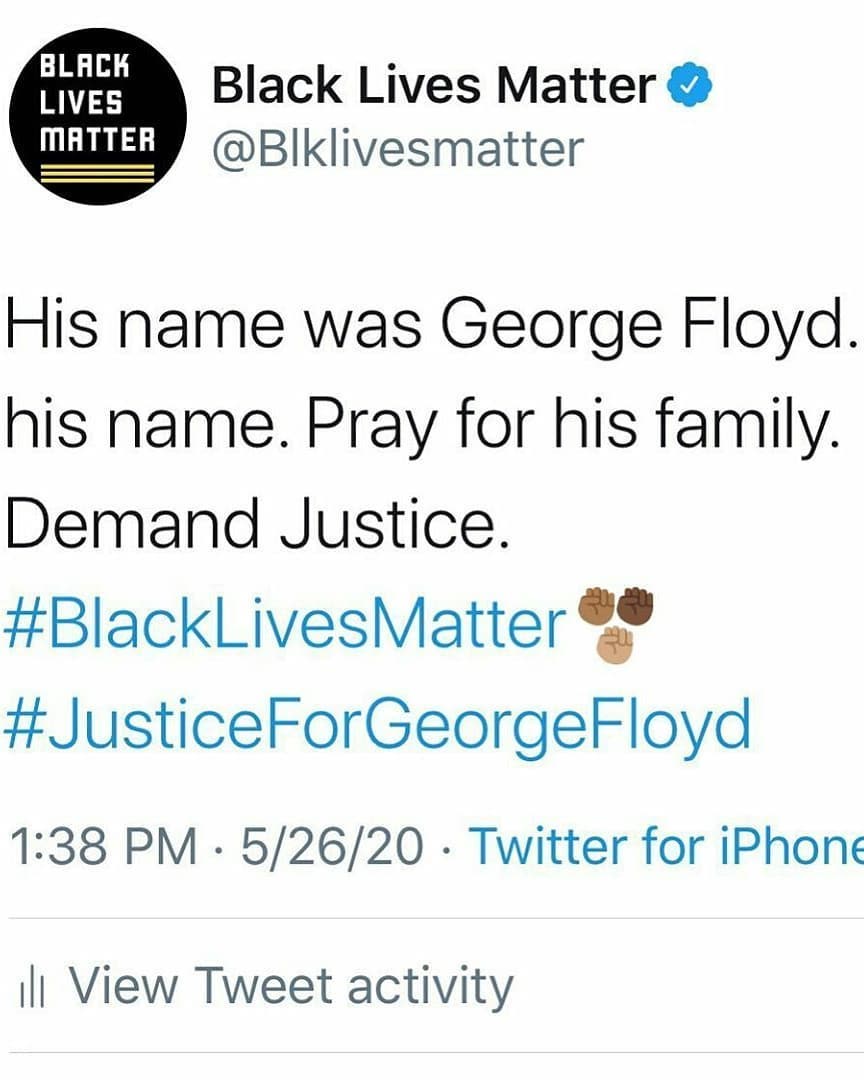 BLACK
LIVES
MATTER
Black Lives Matter
@Blklivesmatter
His name was George Floyd.
his name. Pray for his family.
Demand Justice.
#BlackLivesMatter
#JusticeForGeorgeFloyd
1:38 PM · 5/26/20 · Twitter for iPhone
View Tweet activity